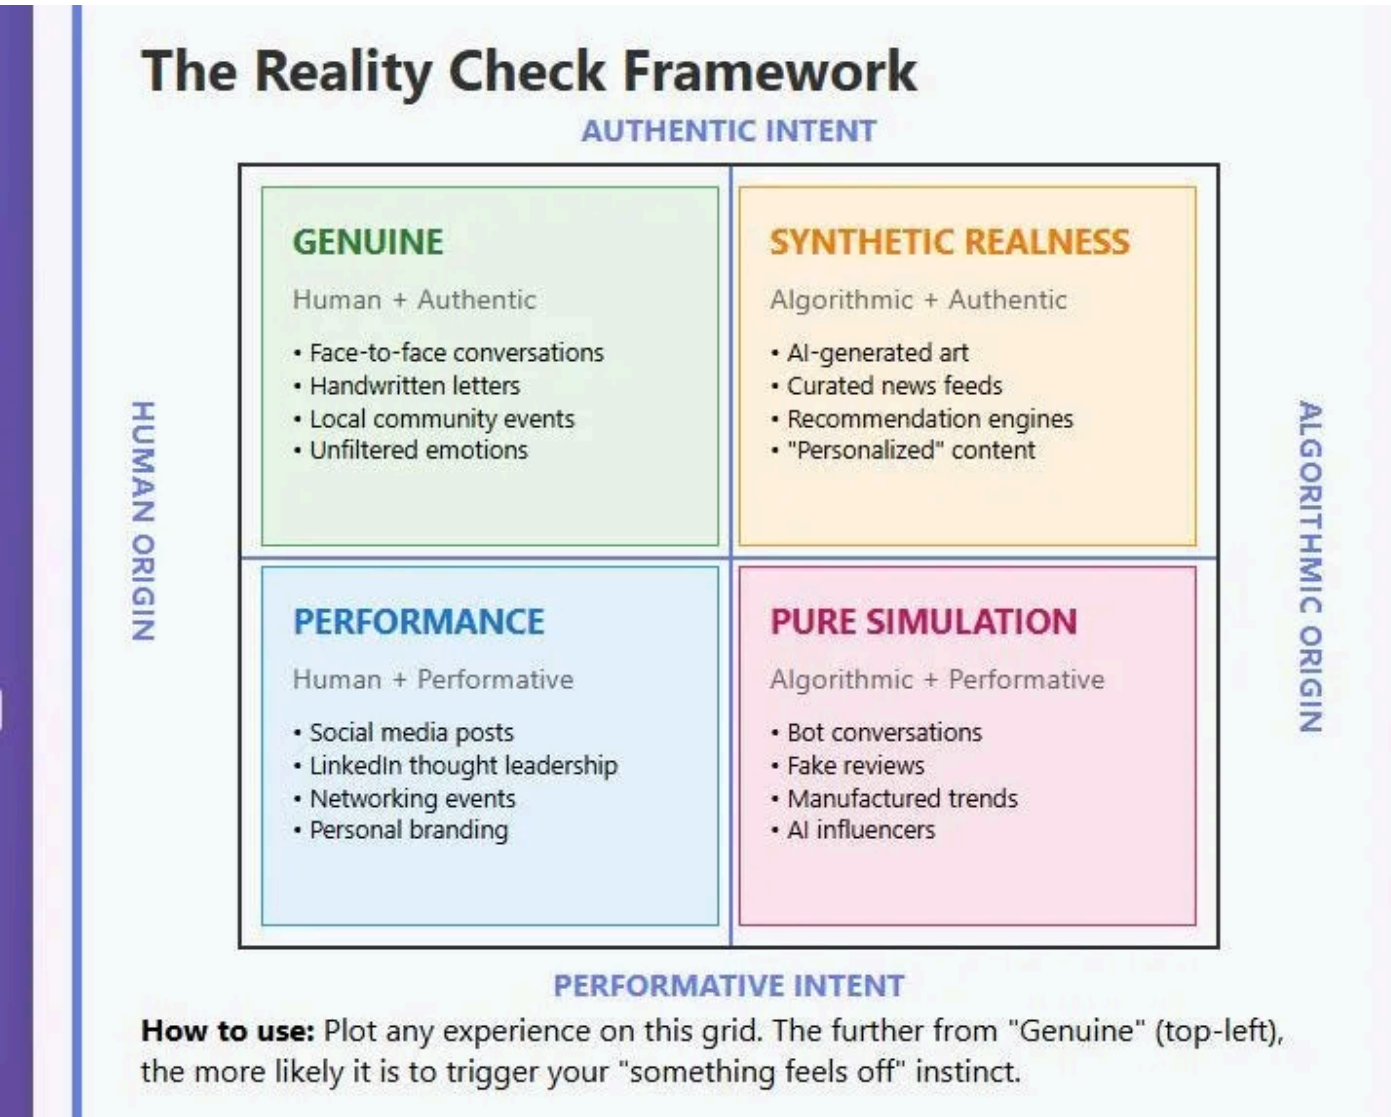 The Reality Check Framework
AUTHENTIC INTENT
GENUINE
Human + Authentic
• Face-to-face conversations
• Handwritten letters
• Local community events
• Unfiltered emotions
SYNTHETIC REALNESS
Algorithmic + Authentic
• AI-generated art
• Curated news feeds
• Recommendation engines
• "Personalized" content
HUMAN ORIGIN
ALGORITHMIC ORIGIN
PERFORMANCE
Human + Performative
• Social media posts
• LinkedIn thought leadership
• Networking events
• Personal branding
PURE SIMULATION
Algorithmic + Performative
• Bot conversations
• Fake reviews
• Manufactured trends
• AI influencers
PERFORMATIVE INTENT
How to use: Plot any experience on this grid. The further from "Genuine" (top-left),
the more likely it is to trigger your "something feels off" instinct.